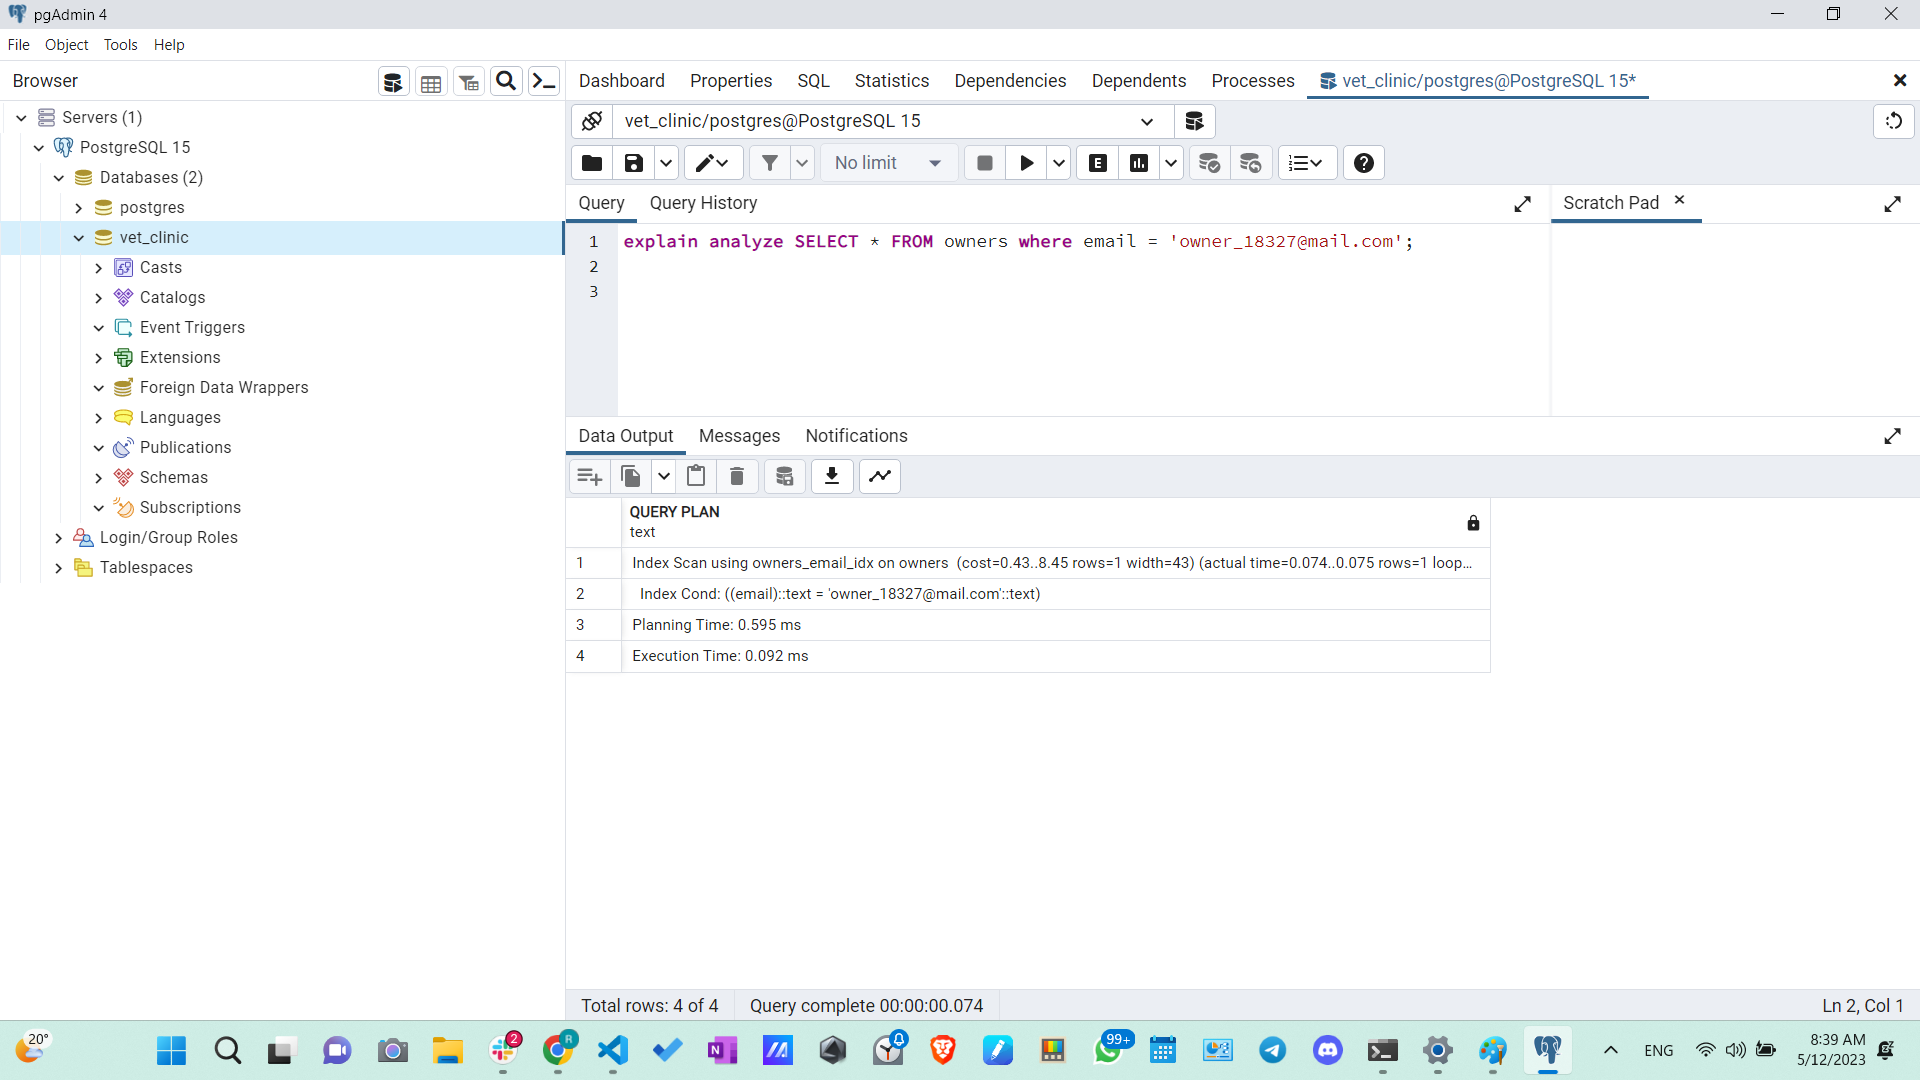 pgAdmin 4
File Object Tools Help
Browser
Dashboard Properties SQL Statistics Dependencies Dependents Processes vet_clinic/postgres@PostgreSQL 15*
Servers (1)
PostgreSQL 15
Databases (2)
postgres
vet_clinic
Casts
Catalogs
Event Triggers
Extensions
Foreign Data Wrappers
Languages
Publications
Schemas
Subscriptions
Login/Group Roles
Tablespaces
vet_clinic/postgres@PostgreSQL 15
No limit
E
Query Query History
Scratch Pad
1 explain analyze SELECT * FROM owners where email = 'owner_18327@mail.com';
2
3
Data Output Messages Notifications
QUERY PLAN
text
1 Index Scan using owners_email_idx on owners (cost=0.43..8.45 rows=1 width=43) (actual time=0.074..0.075 rows=1 loop...
2 Index Cond: ((email)::text = 'owner_18327@mail.com'::text)
3 Planning Time: 0.595 ms
4 Execution Time: 0.092 ms
Total rows: 4 of 4 Query complete 00:00:00.074 Ln 2, Col 1
20° 2 R N 99+ ENG 8:39 AM
5/12/2023